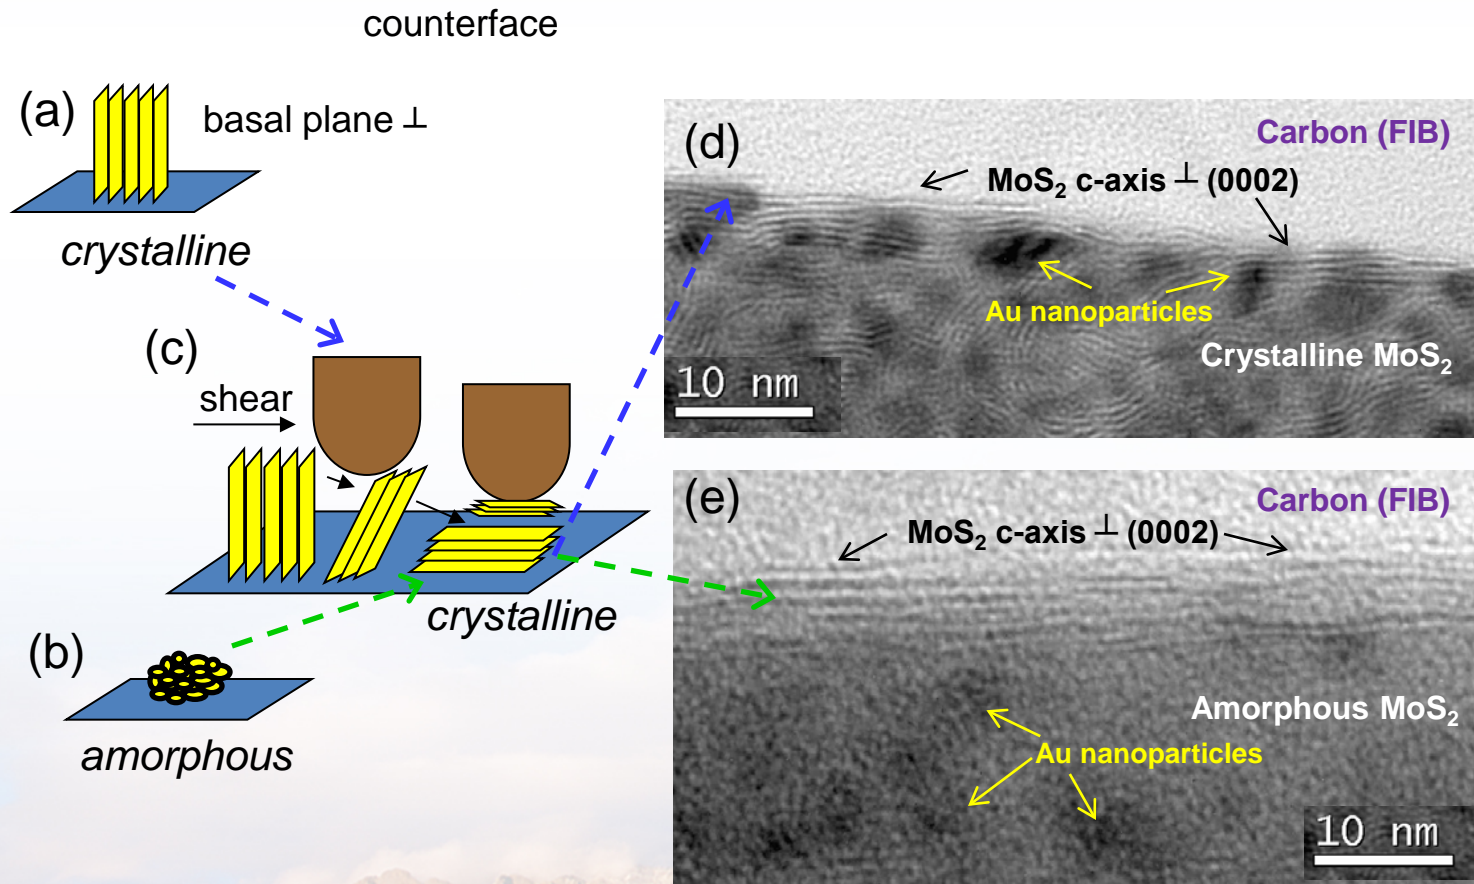 counterface
(a)
basal plane ⊥
crystalline
(c)
shear
crystalline
(b)
amorphous
(d)
Carbon (FIB)
MoS₂ c-axis ⊥ (0002)
Au nanoparticles
Crystalline MoS₂
10 nm
(e)
Carbon (FIB)
MoS₂ c-axis ⊥ (0002)
Amorphous MoS₂
Au nanoparticles
10 nm